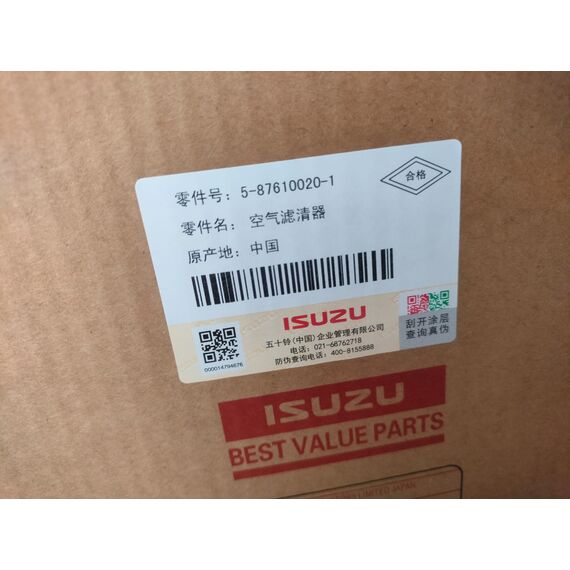 零件号: 5-87610020-1
合格
零件名: 空气滤清器
原产地: 中国
ISUZU
五十铃(中国)企业管理有限公司
电话: 021-68762718
防伪查询电话: 400-8155888
000014794676
刮开涂层
查询真伪
ISUZU
BEST VALUE PARTS
LIMITED JAPAN.